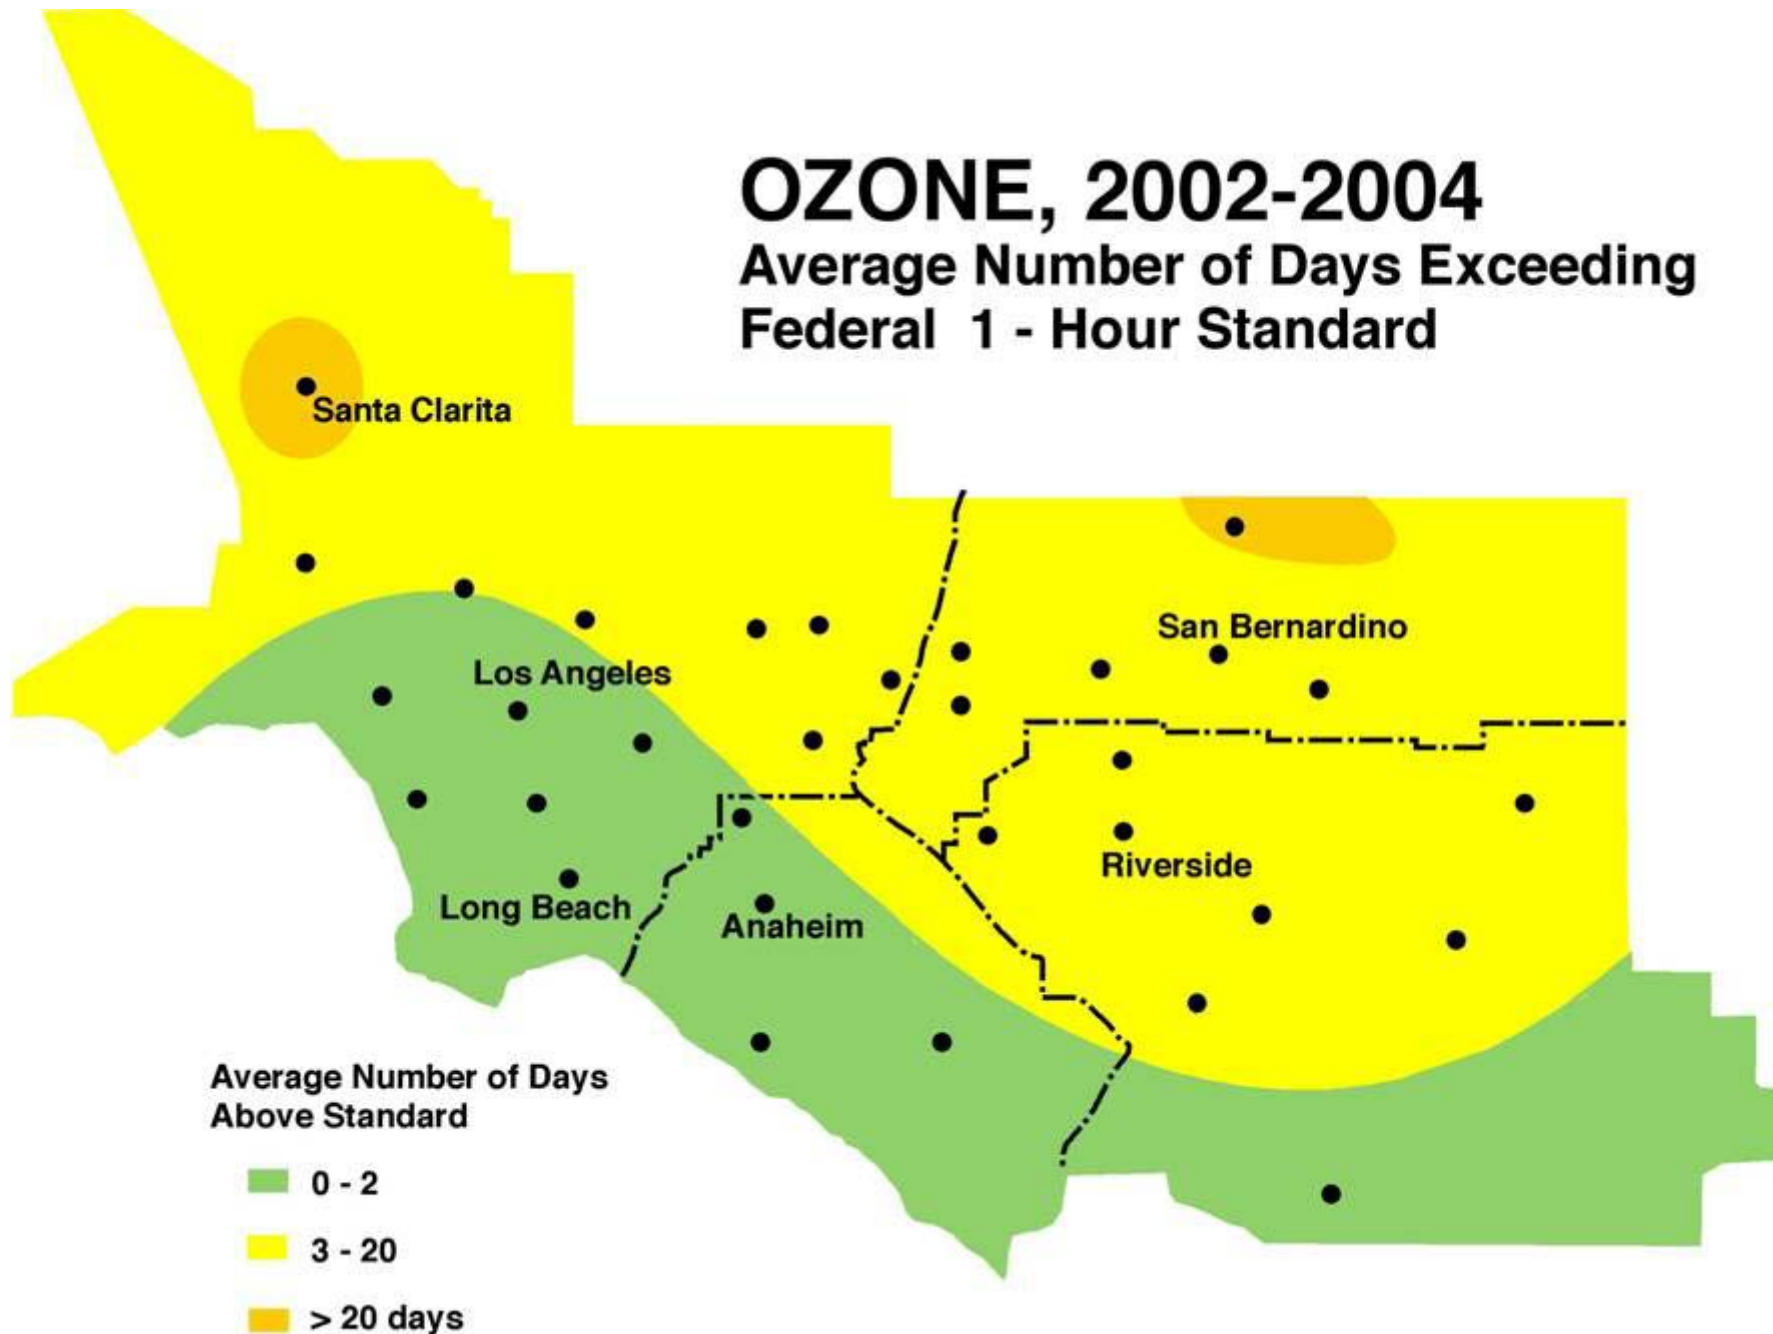 OZONE, 2002-2004
Average Number of Days Exceeding
Federal 1 - Hour Standard
Santa Clarita
San Bernardino
Los Angeles
Riverside
Long Beach
Anaheim
Average Number of Days
Above Standard
0 - 2
3 - 20
> 20 days